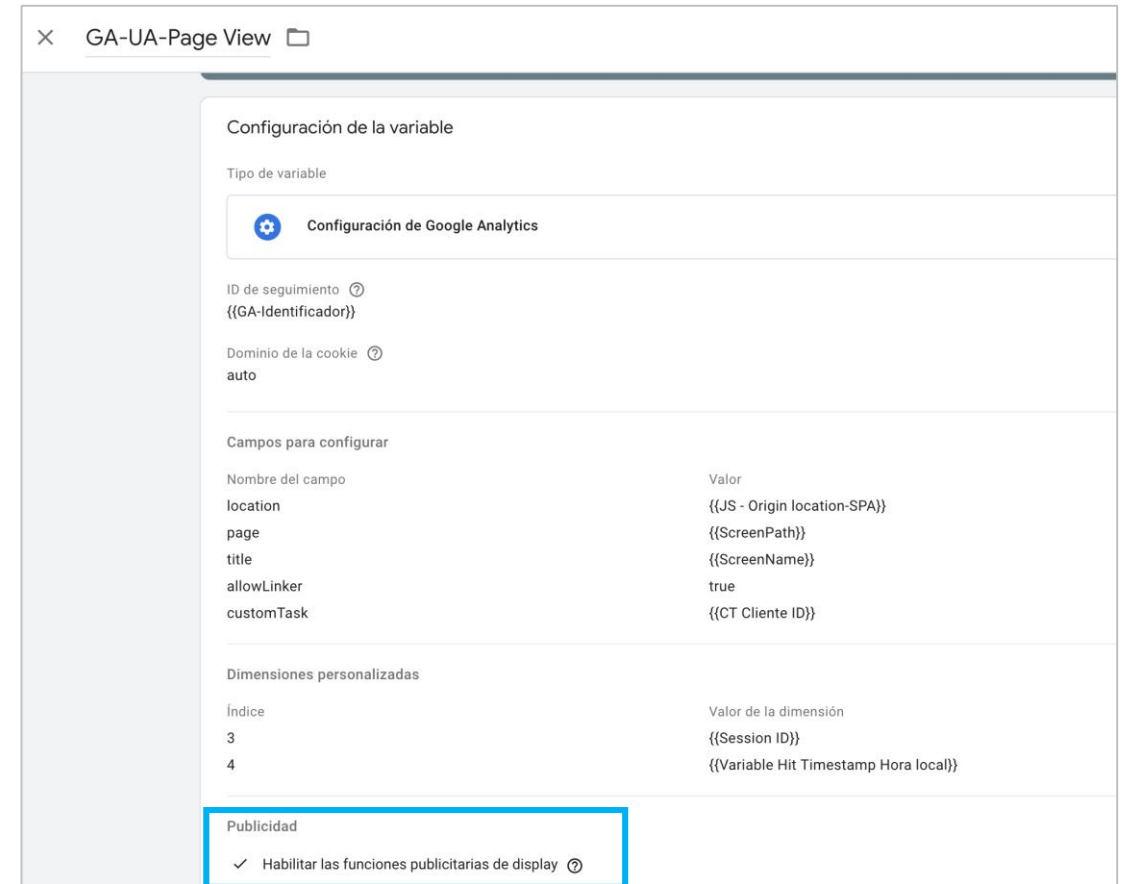 GA-UA-Page View
Configuración de la variable
Tipo de variable
Configuración de Google Analytics
ID de seguimiento
{{GA-Identificador}}
Dominio de la cookie
auto
Campos para configurar
Nombre del campo Valor
location {{JS - Origin location-SPA}}
page {{ScreenPath}}
title {{ScreenName}}
allowLinker true
customTask {{CT Cliente ID}}
Dimensiones personalizadas
Índice Valor de la dimensión
3 {{Session ID}}
4 {{Variable Hit Timestamp Hora local}}
Publicidad
Habilitar las funciones publicitarias de display